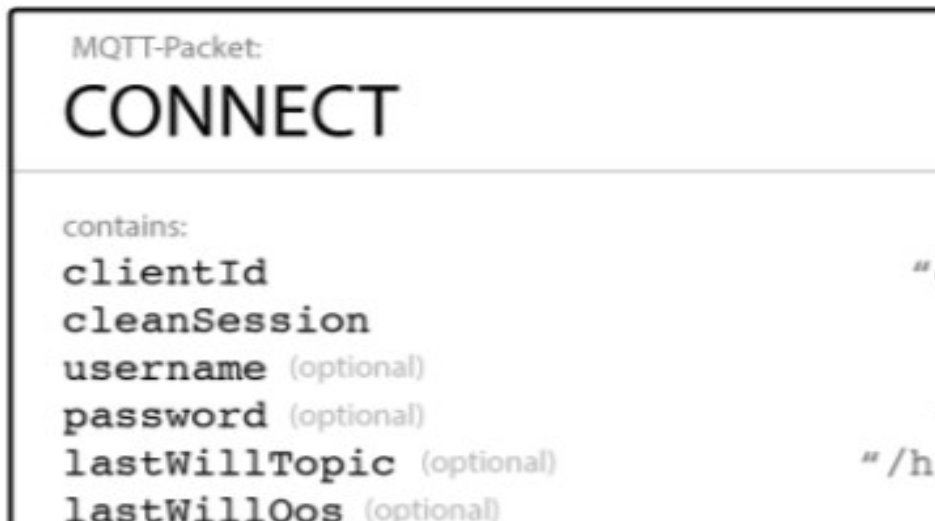 MQTT-Packet:
CONNECT
contains:
clientId "
cleanSession
username (optional)
password (optional)
lastWillTopic (optional) "/h
lastWillQos (optional)